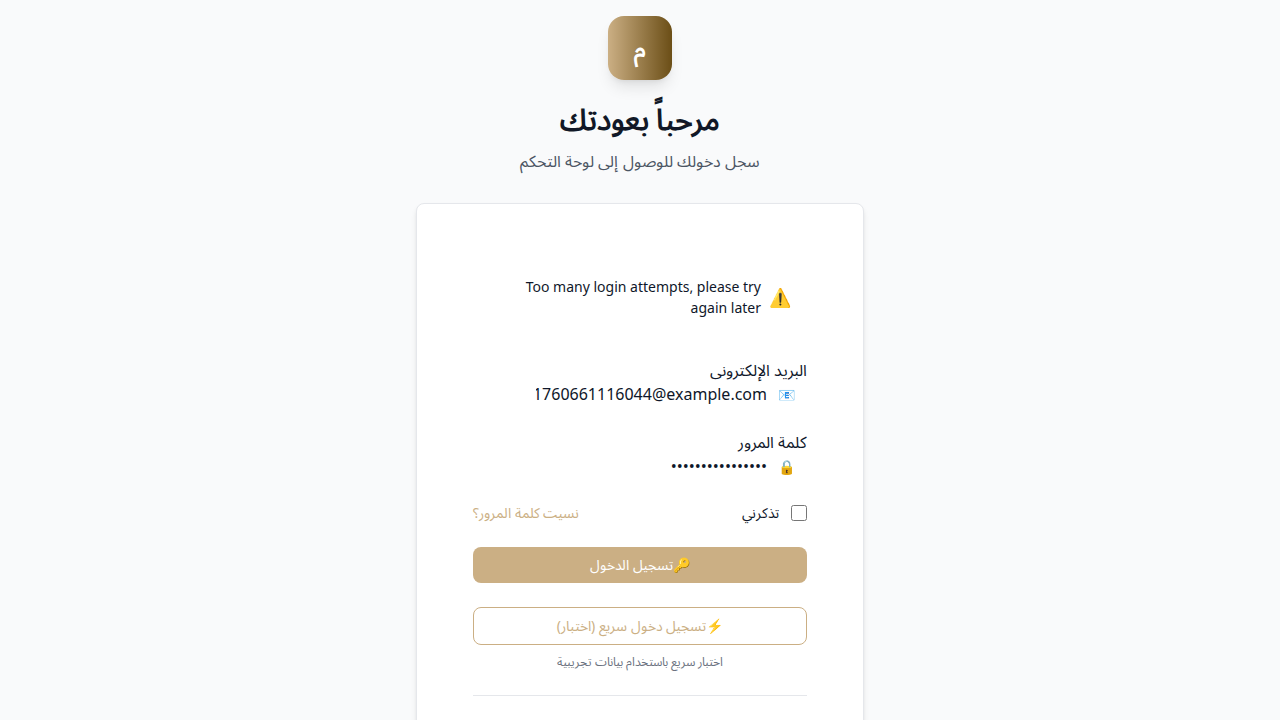 م
مرحباً بعودتك
سجل دخولك للوصول إلى لوحة التحكم
Too many login attempts, please try
again later
البريد الإلكتروني
1760661116044@example.com
كلمة المرور
••••••••••••••••
تذكرني
نسيت كلمة المرور؟
تسجيل الدخول
تسجيل دخول سريع (اختبار)
اختبار سريع باستخدام بيانات تجريبية